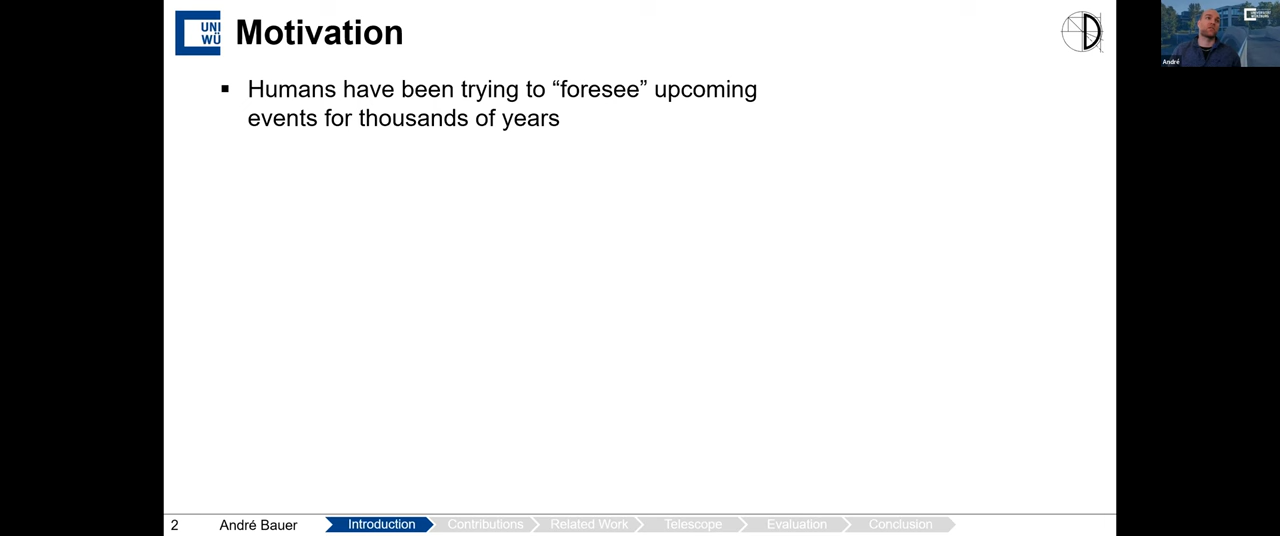 UNI
WÜ
Motivation
▪ Humans have been trying to “foresee” upcoming
events for thousands of years
André
2
André Bauer
Introduction
Contributions
Related Work
Telescope
Evaluation
Conclusion